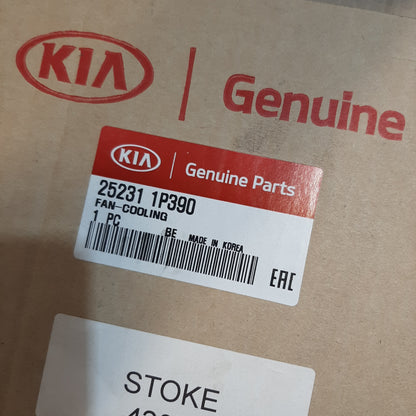 KIA | Genuine
KIA | Genuine Parts
25231 1P390
FAN-COOLING
1 PC BE MADE IN KOREA
EAC
STOKE